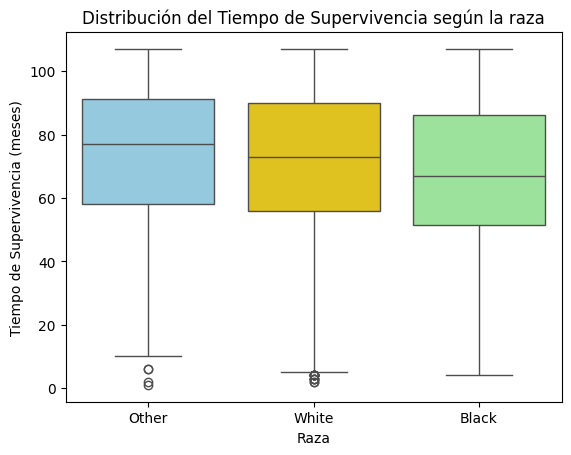 Distribución del Tiempo de Supervivencia según la raza
Tiempo de Supervivencia (meses)
100
80
60
40
20
0
Other White Black
Raza